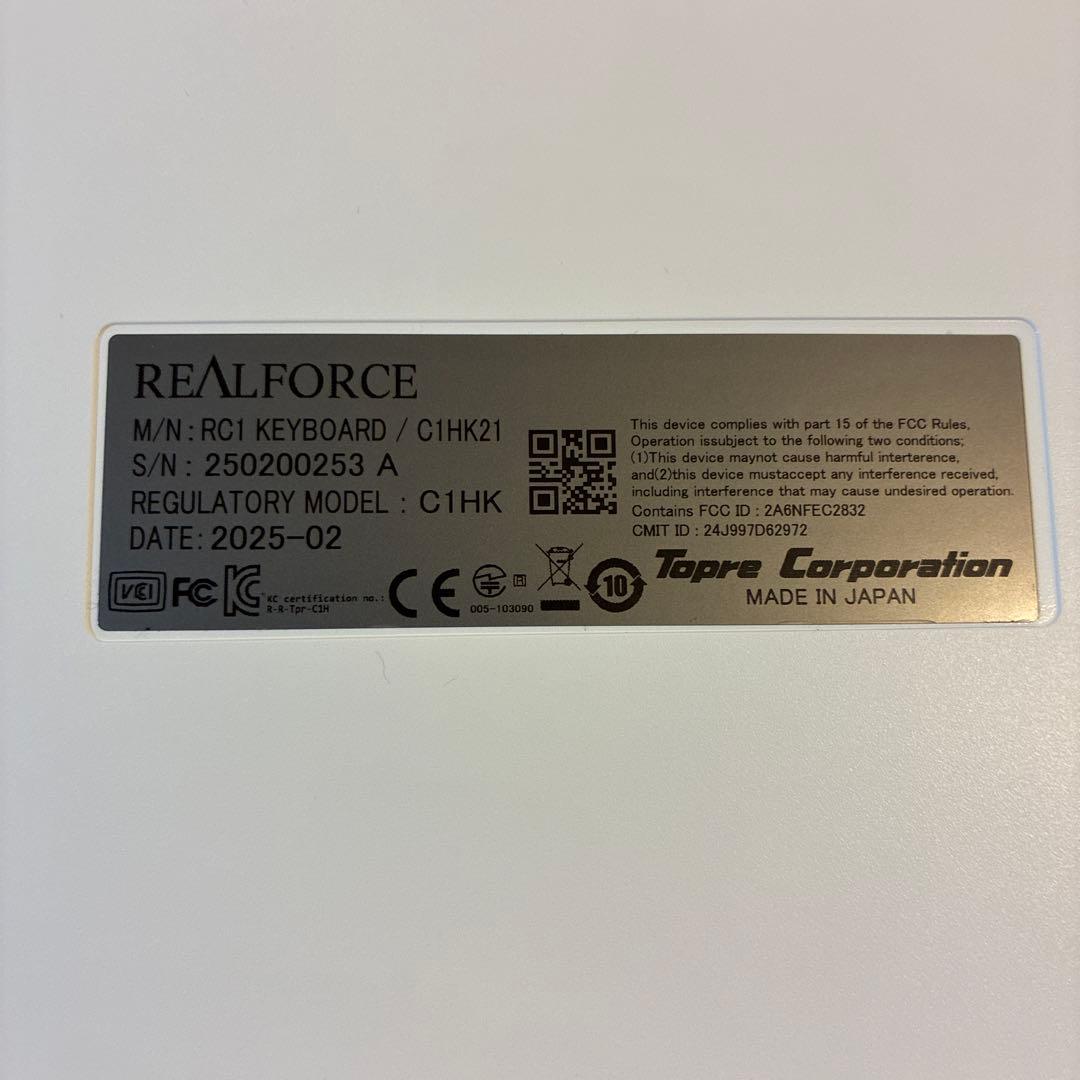 REALFORCE
M/N : RC1 KEYBOARD / C1HK21
S/N : 250200253 A
REGULATORY MODEL : C1HK
DATE: 2025-02
This device complies with part 15 of the FCC Rules,
Operation issubject to the following two conditions;
(1)This device maynot cause harmful interterence,
and(2)this device mustaccept any interference received,
including interference that may cause undesired operation.
Contains FCC ID : 2A6NFEC2832
CMIT ID : 24J997D62972
VCI
FC
KC
KC certification no.:
R-R-Tpr-C1H
CE
R
005-103090
10
Topre Corporation
MADE IN JAPAN